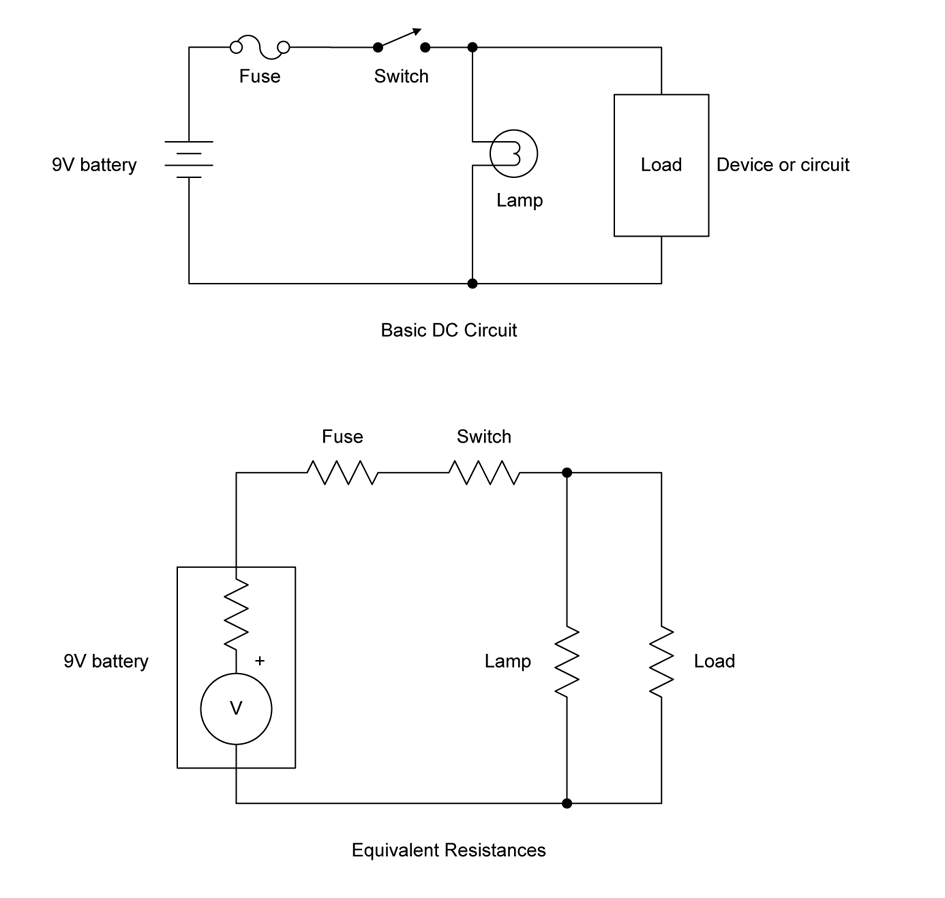 Fuse
Switch
9V battery
Load
Device or circuit
Lamp
Basic DC Circuit
Fuse
Switch
9V battery
+
V
Lamp
Load
Equivalent Resistances